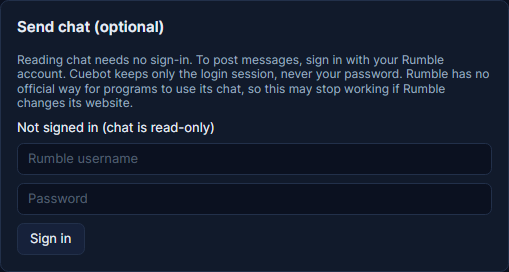 Send chat (optional)
Reading chat needs no sign-in. To post messages, sign in with your Rumble
account. Cuebot keeps only the login session, never your password. Rumble has no
official way for programs to use its chat, so this may stop working if Rumble
changes its website.
Not signed in (chat is read-only)
Rumble username
Password
Sign in